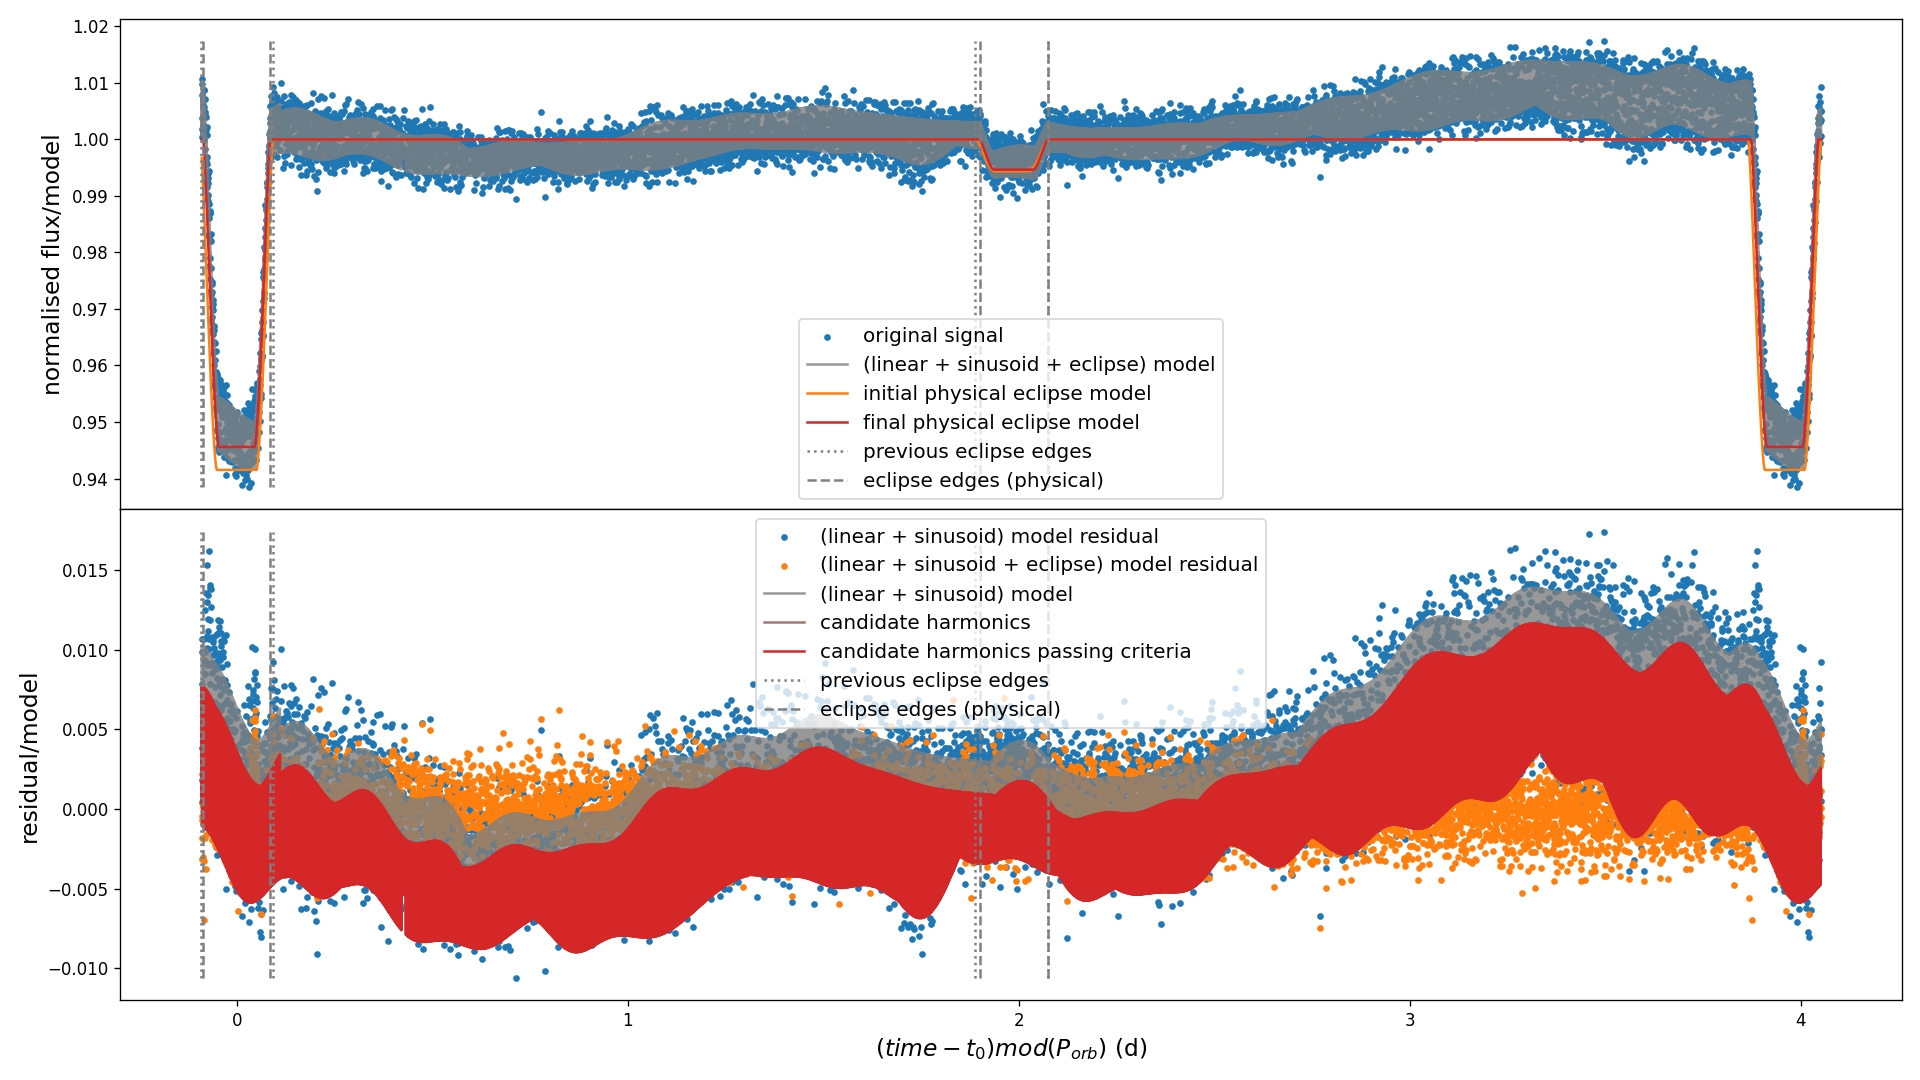 1.02
1.01
1.00
0.99
0.98
0.97
0.96
0.95
0.94
normalised flux/model
original signal
(linear + sinusoid + eclipse) model
initial physical eclipse model
final physical eclipse model
previous eclipse edges
eclipse edges (physical)
0.015
0.010
0.005
0.000
−0.005
−0.010
residual/model
(linear + sinusoid) model residual
(linear + sinusoid + eclipse) model residual
(linear + sinusoid) model
candidate harmonics
candidate harmonics passing criteria
previous eclipse edges
eclipse edges (physical)
0 1 2 3 4
(time − t₀)mod(P_orb) (d)